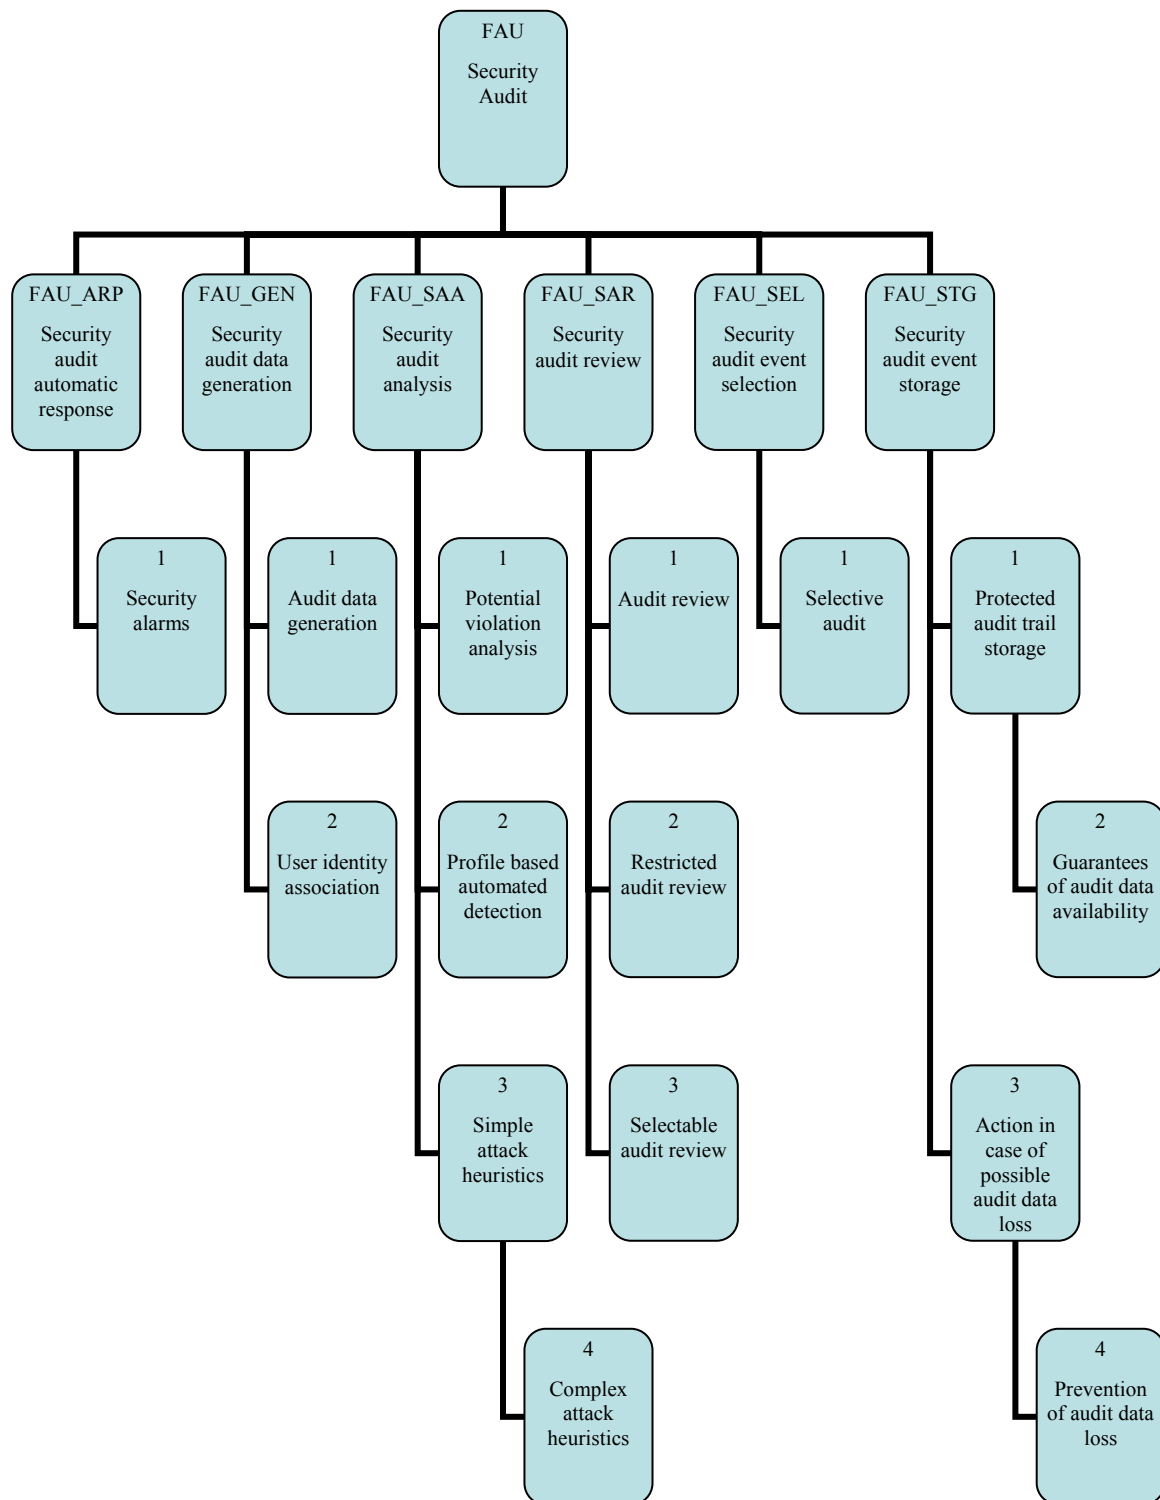 FAU
Security
Audit
FAU_ARP
Security
audit
automatic
response
FAU_GEN
Security
audit data
generation
FAU_SAA
Security
audit
analysis
FAU_SAR
Security
audit review
FAU_SEL
Security
audit event
selection
FAU_STG
Security
audit event
storage
1
Security
alarms
1
Audit data
generation
1
Potential
violation
analysis
1
Audit review
1
Selective
audit
1
Protected
audit trail
storage
2
User identity
association
2
Profile based
automated
detection
2
Restricted
audit review
2
Guarantees
of audit data
availability
3
Simple
attack
heuristics
3
Selectable
audit review
3
Action in
case of
possible
audit data
loss
4
Complex
attack
heuristics
4
Prevention
of audit data
loss